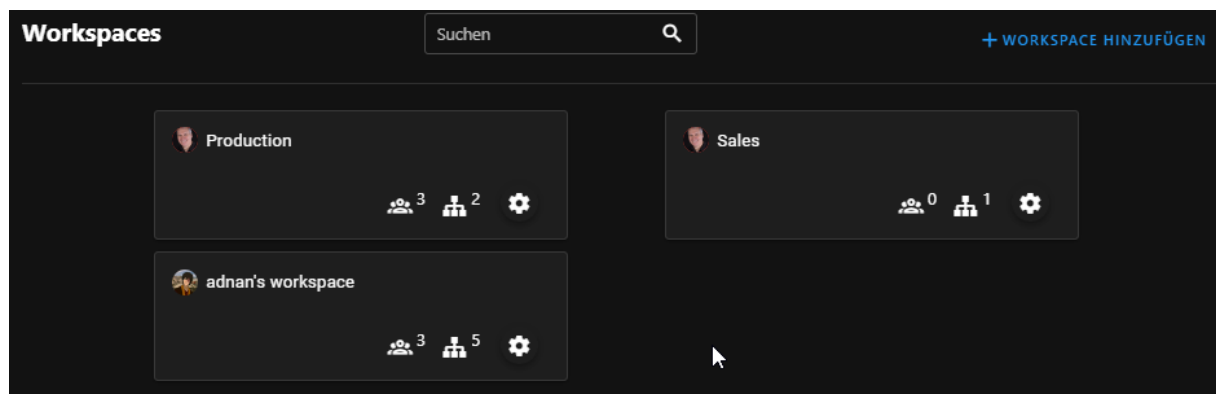 Workspaces
Suchen
WORKSPACE HINZUFÜGEN
Production
3 2
Sales
0 1
adnan's workspace
3 5